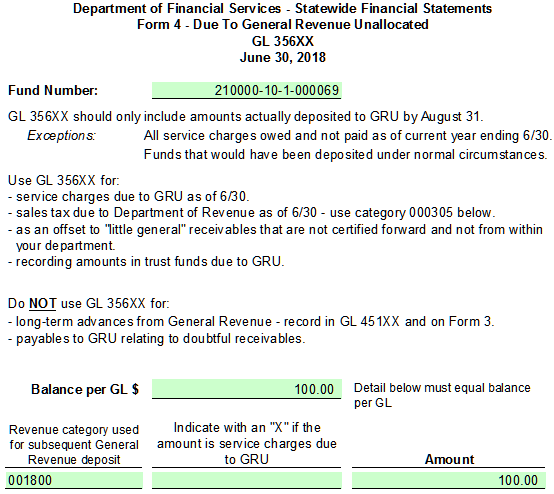 Department of Financial Services - Statewide Financial Statements
Form 4 - Due To General Revenue Unallocated
GL 356XX
June 30, 2018
Fund Number: 210000-10-1-000069
GL 356XX should only include amounts actually deposited to GRU by August 31.
Exceptions: All service charges owed and not paid as of current year ending 6/30.
Funds that would have been deposited under normal circumstances.
Use GL 356XX for:
- service charges due to GRU as of 6/30.
- sales tax due to Department of Revenue as of 6/30 - use category 000305 below.
- as an offset to "little general" receivables that are not certified forward and not from within
your department.
- recording amounts in trust funds due to GRU.
Do NOT use GL 356XX for:
- long-term advances from General Revenue - record in GL 451XX and on Form 3.
- payables to GRU relating to doubtful receivables.
Balance per GL $ 100.00 Detail below must equal balance
per GL
Revenue category used
for subsequent General
Revenue deposit
Indicate with an "X" if the
amount is service charges due
to GRU
Amount
001800 100.00